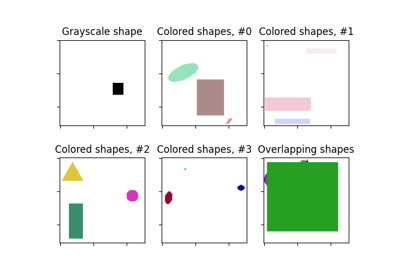 Grayscale shape
Colored shapes, #0
Colored shapes, #1
Colored shapes, #2
Colored shapes, #3
Overlapping shapes